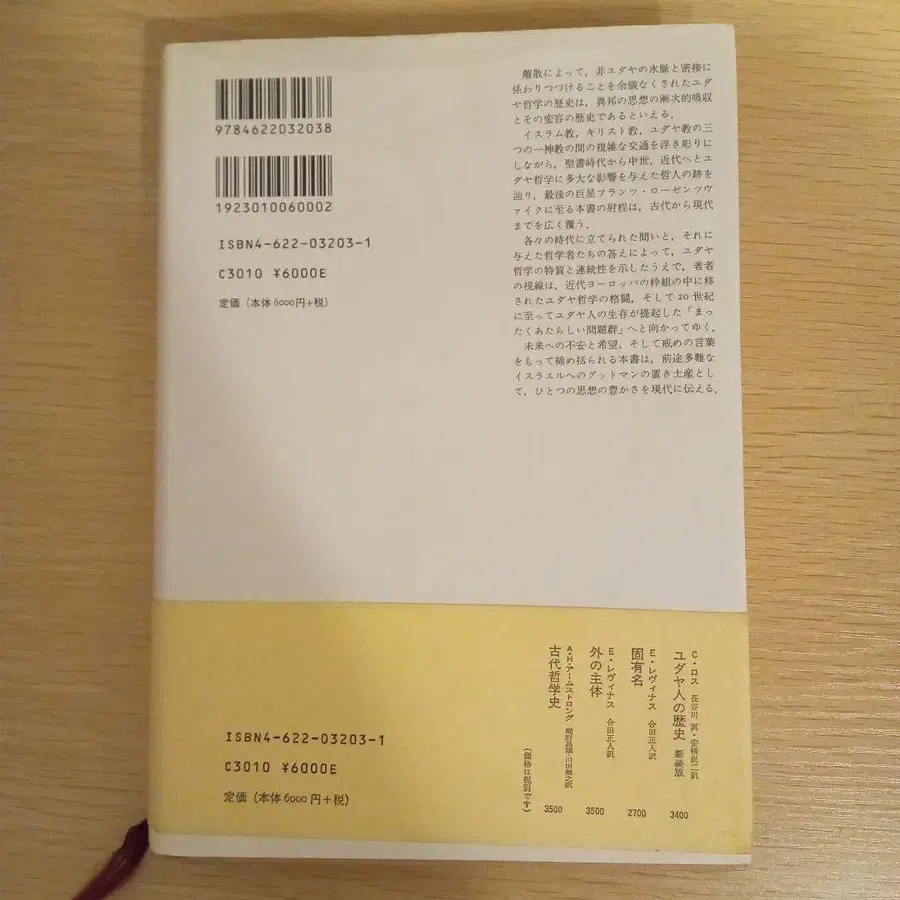 9784622032038
1923010060002
ISBN4-622-03203-1
C3010 ¥6000E
定価（本体6000円+税）
離散によって，非ユダヤの水脈と密接に
係わりつづけることを余儀なくされたユダ
ヤ哲学の歴史は，異邦の思想の漸次的吸収
とその変容の歴史であるといえる．
イスラム教，キリスト教，ユダヤ教の三
つの一神教の間の複雑な交通を浮き彫りに
しながら，聖書時代から中世，近代へとユ
ダヤ哲学に多大な影響を与えた哲人の跡を
辿り，最後の巨星フランツ・ローゼンツヴ
ァイクに至る本書の射程は，古代から現代
までを広く覆う．
各々の時代に立てられた問いと，それに
与えた哲学者たちの答えによって，ユダヤ
哲学の特質と連続性を示したうえで，著者
の視線は，近代ヨーロッパの枠組の中に移
されたユダヤ哲学の格闘，そして20世紀
に至ってユダヤ人の生存が提起した「まっ
たくあたらしい問題群」へと向かってゆく．
未来への不安と希望，そして戒めの言葉
をもって締め括られる本書は，前途多難な
イスラエルへのグットマンの置き土産とし
て，ひとつの思想の豊かさを現代に伝える．
C・ロス 長谷川 真・安積鋭二訳
ユダヤ人の歴史 新装版 3400
E・レヴィナス 合田正人訳
固有名 2700
E・レヴィナス 合田正人訳
外の主体 3500
A・H・アームストロング 岡野昌雄・川田親之訳
古代哲学史 3500
（価格は税別です）
ISBN4-622-03203-1
C3010 ¥6000E
定価（本体6000円+税）